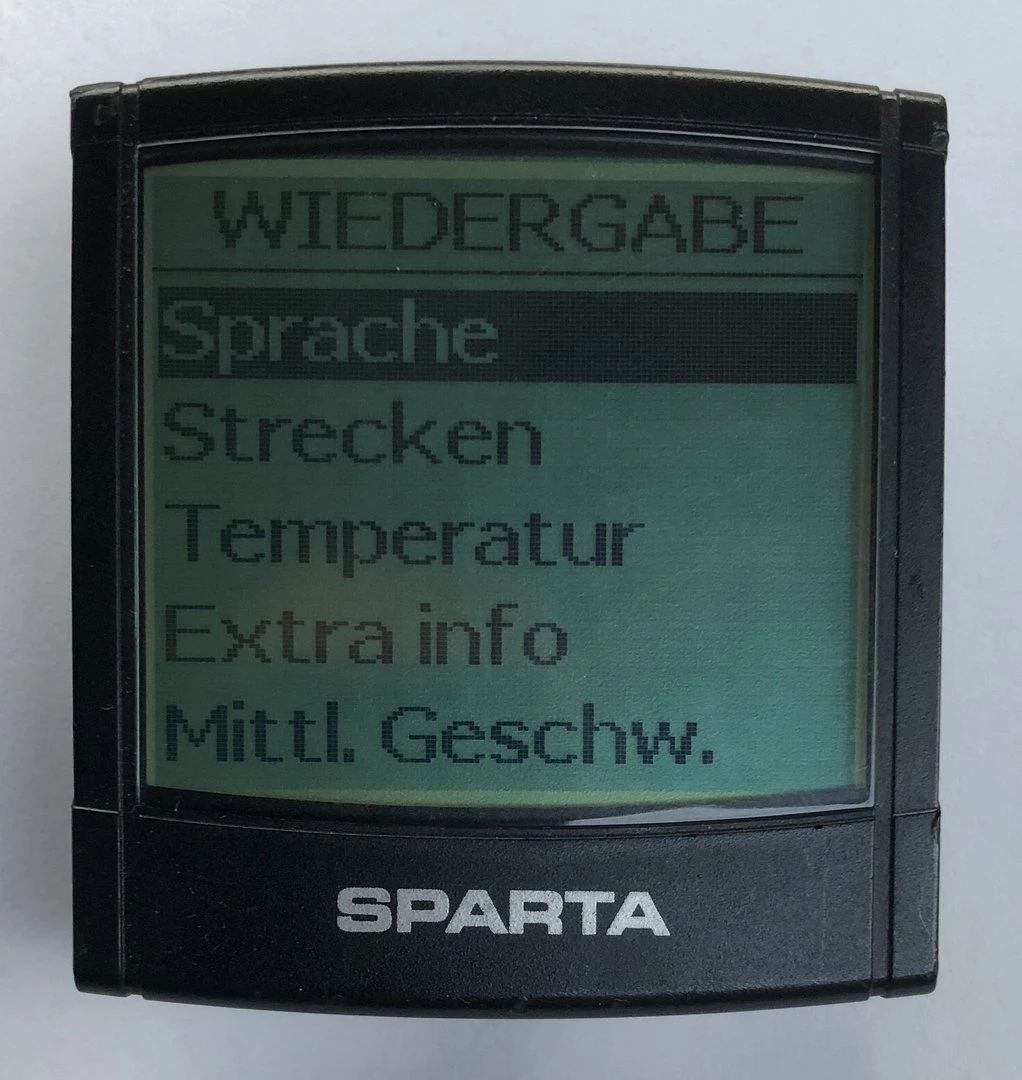 WIEDERGABE
Sprache
Strecken
Temperatur
Extra info
Mittl. Geschw.
SPARTA